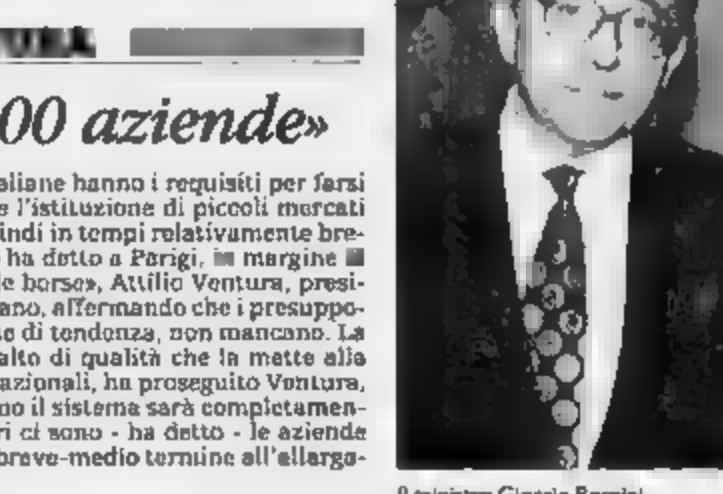 00 aziende»
aliane hanno i requisiti per farsi
e l'istituzione di piccoli mercati
indi in tempi relativamente bre-
ha detto a Parigi, in margine
le borse», Attilio Ventura, presi-
ano, affermando che i presuppo-
di tendenza, non mancano. La
alto di qualità che la mette alla
azionali, ha proseguito Ventura,
no il sistema sarà completamen-
ri ci sono - ha detto - le aziende
breve-medio termine all'allarga-